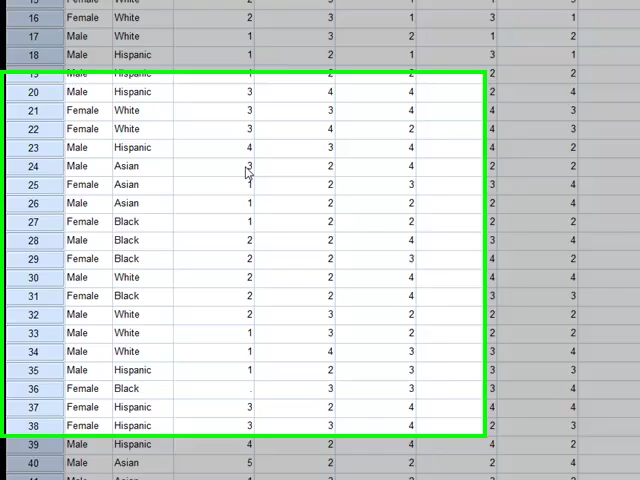 16 Female White 2 3 1 3 1
17 Male White 1 3 2 1 2
18 Male Hispanic 1 2 1 3 1
19 Male Hispanic 1 2 2 2 2
20 Male Hispanic 3 4 4 2 4
21 Female White 3 3 4 4 3
22 Female White 3 4 2 4 3
23 Male Hispanic 4 3 4 4 4
24 Male Asian 3 2 4 2 2
25 Female Asian 1 2 3 3 4
26 Male Asian 1 2 2 2 4
27 Female Black 1 2 2 2 2
28 Male Black 2 2 4 3 4
29 Female Black 2 2 3 4 2
30 Male White 2 2 4 4 4
31 Female Black 2 2 4 3 3
32 Male White 2 3 2 2 2
33 Male White 1 3 2 2 2
34 Male White 1 4 3 3 4
35 Male Hispanic 1 2 3 3 2
36 Female Black . 3 3 3 4
37 Female Hispanic 3 2 4 4 4
38 Female Hispanic 3 3 4 2 3
39 Male Hispanic 4 2 4 4 2
40 Male Asian 5 2 2 2 4